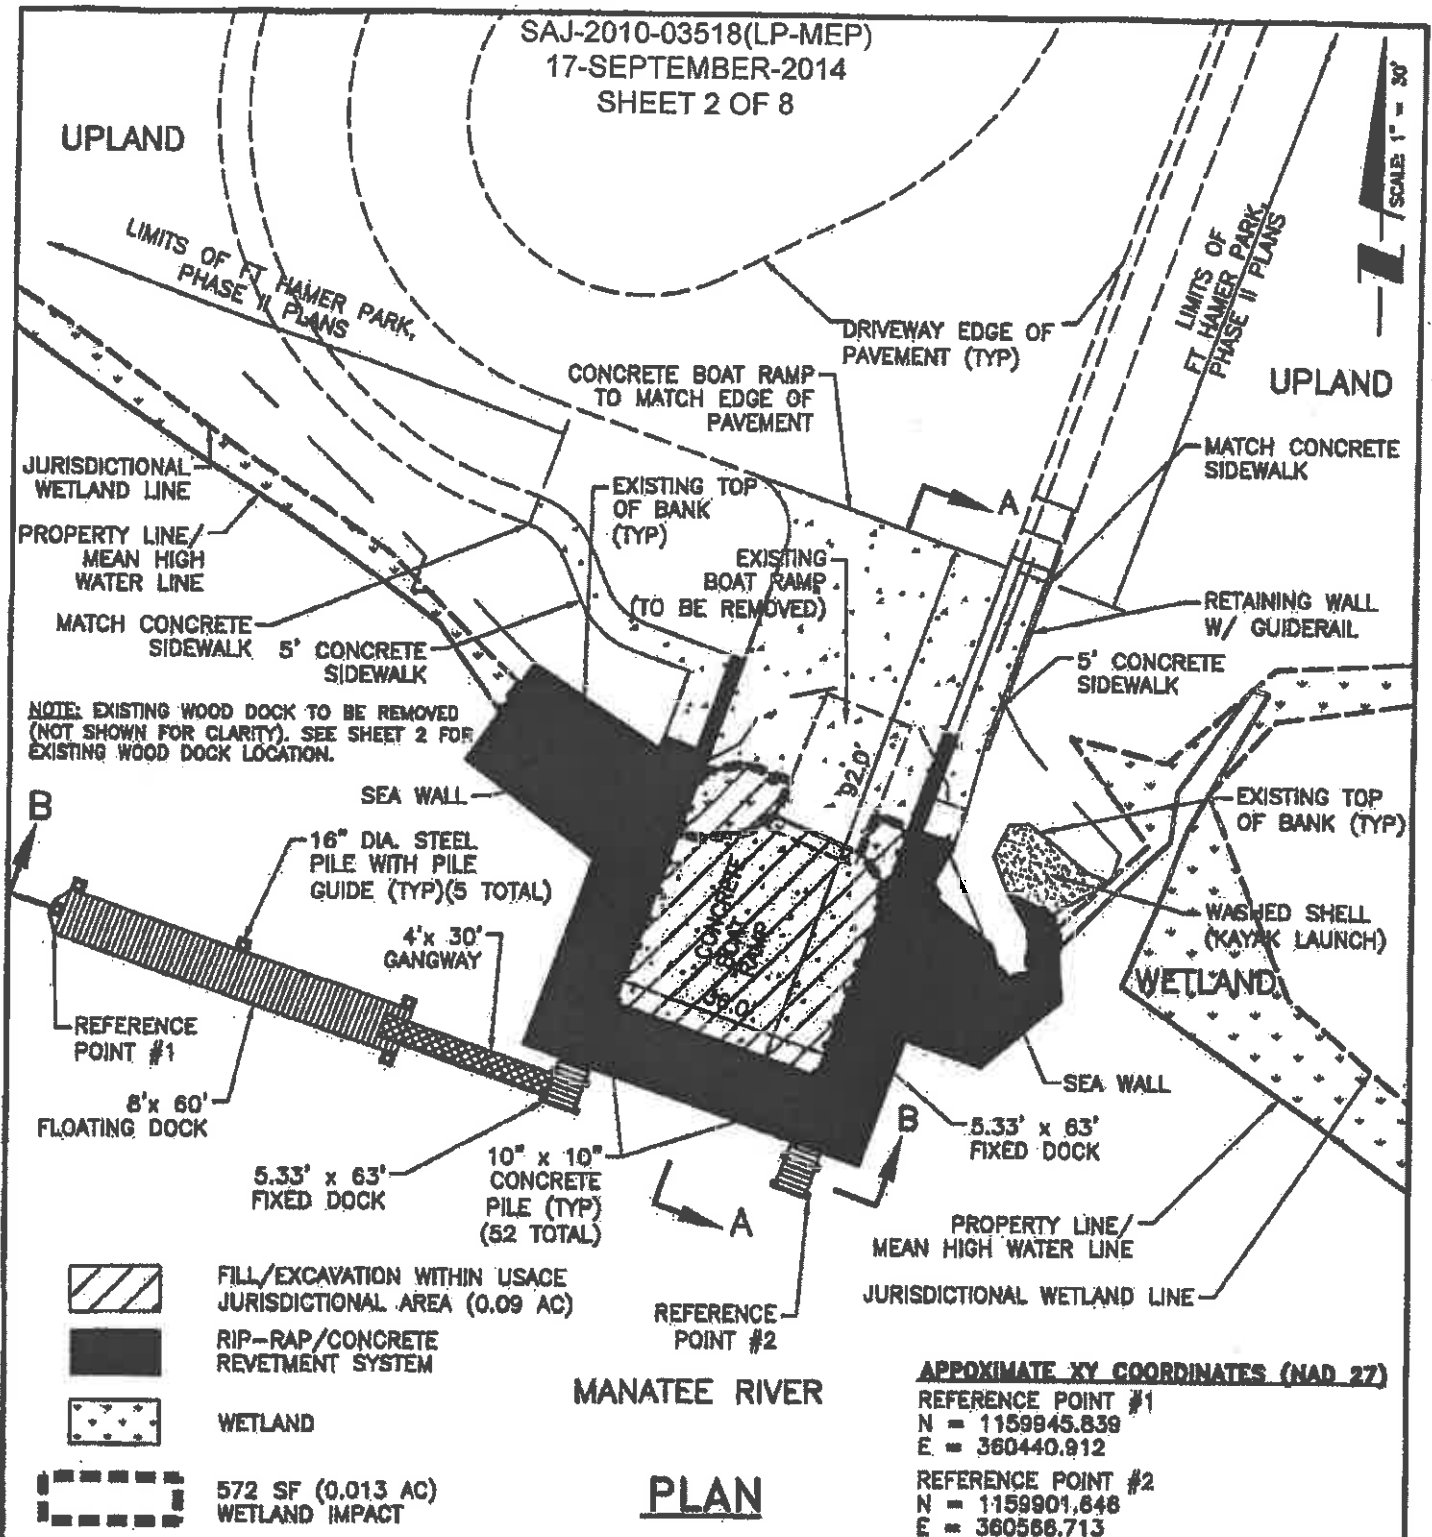 SAJ-2010-03518(LP-MEP)
17-SEPTEMBER-2014
SHEET 2 OF 8
SCALE: 1" = 30'
UPLAND
LIMITS OF FT HAMER PARK,
PHASE II PLANS
LIMITS OF
FT HAMER PARK,
PHASE II PLANS
DRIVEWAY EDGE OF
PAVEMENT (TYP)
UPLAND
CONCRETE BOAT RAMP
TO MATCH EDGE OF
PAVEMENT
MATCH CONCRETE
SIDEWALK
JURISDICTIONAL
WETLAND LINE
EXISTING TOP
OF BANK
(TYP)
A
PROPERTY LINE/
MEAN HIGH
WATER LINE
EXISTING
BOAT RAMP
(TO BE REMOVED)
RETAINING WALL
W/ GUIDERAIL
MATCH CONCRETE
SIDEWALK
5' CONCRETE
SIDEWALK
5' CONCRETE
SIDEWALK
NOTE: EXISTING WOOD DOCK TO BE REMOVED
(NOT SHOWN FOR CLARITY). SEE SHEET 2 FOR
EXISTING WOOD DOCK LOCATION.
92.0'
SEA WALL
B
EXISTING TOP
OF BANK (TYP)
16" DIA. STEEL
PILE WITH PILE
GUIDE (TYP)(5 TOTAL)
CONCRETE
BOAT
RAMP
WASHED SHELL
(KAYAK LAUNCH)
4'x 30'
GANGWAY
WETLAND
56.0'
REFERENCE
POINT #1
SEA WALL
8'x 60'
FLOATING DOCK
B
5.33' x 63'
FIXED DOCK
5.33' x 63'
FIXED DOCK
10" x 10"
CONCRETE
PILE (TYP)
(52 TOTAL)
A
PROPERTY LINE/
MEAN HIGH WATER LINE
JURISDICTIONAL WETLAND LINE
FILL/EXCAVATION WITHIN USACE
JURISDICTIONAL AREA (0.09 AC)
REFERENCE
POINT #2
RIP-RAP/CONCRETE
REVETMENT SYSTEM
MANATEE RIVER
WETLAND
572 SF (0.013 AC)
WETLAND IMPACT
PLAN
APPOXIMATE XY COORDINATES (NAD 27)
REFERENCE POINT #1
N = 1159945.839
E = 360440.912
REFERENCE POINT #2
N = 1159901.646
E = 360566.713